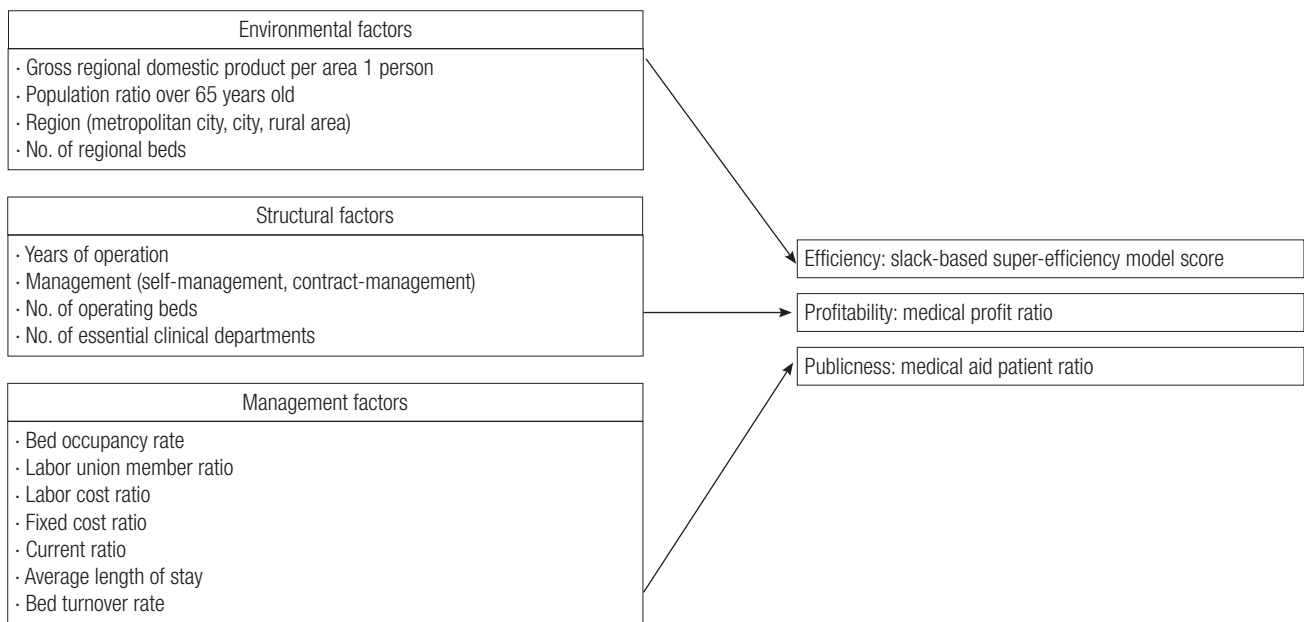 Environmental factors
· Gross regional domestic product per area 1 person
· Population ratio over 65 years old
· Region (metropolitan city, city, rural area)
· No. of regional beds
Structural factors
· Years of operation
· Management (self-management, contract-management)
· No. of operating beds
· No. of essential clinical departments
Management factors
· Bed occupancy rate
· Labor union member ratio
· Labor cost ratio
· Fixed cost ratio
· Current ratio
· Average length of stay
· Bed turnover rate
Efficiency: slack-based super-efficiency model score
Profitability: medical profit ratio
Publicness: medical aid patient ratio